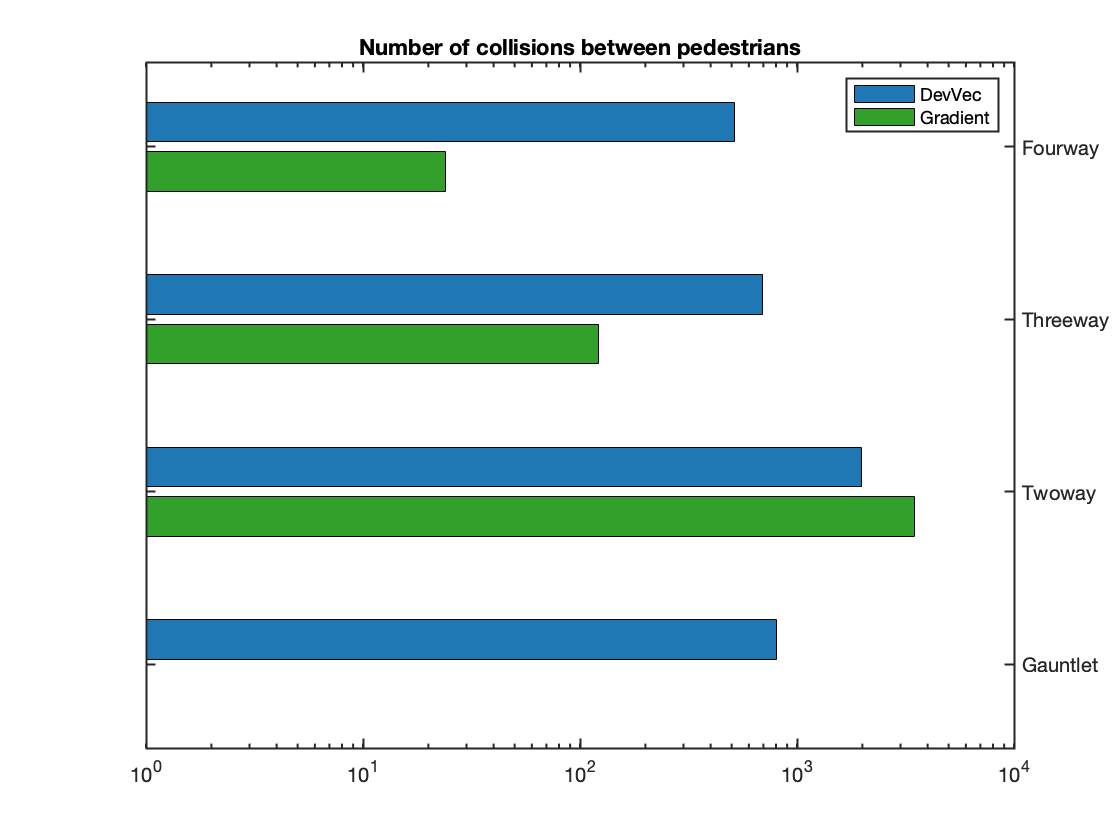 Number of collisions between pedestrians
DevVec
Gradient
Fourway
Threeway
Twoway
Gauntlet
10^0 10^1 10^2 10^3 10^4